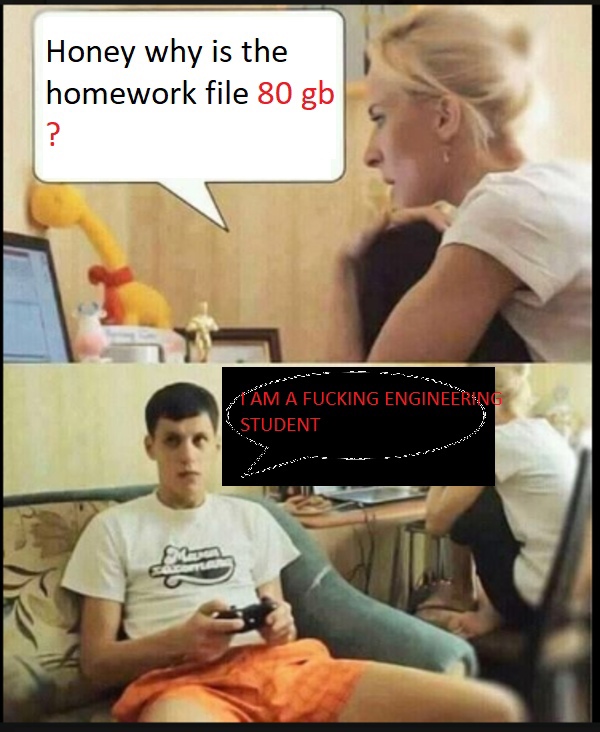 Honey why is the
homework file 80 gb
?
I AM A FUCKING ENGINEERING
STUDENT